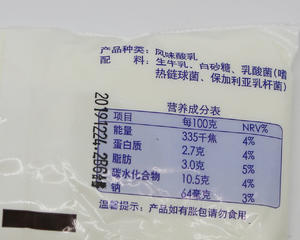 产品种类：风味酸乳
配　料：生牛乳、白砂糖、乳酸菌（嗜
热链球菌、保加利亚乳杆菌）
营养成分表
项目 每100克 NRV%
能量 335千焦 4%
蛋白质 2.7克 4%
脂肪 3.0克 5%
碳水化合物 10.5克 4%
钠 64毫克 3%
温馨提示：产品如有胀包请勿食用
20191224